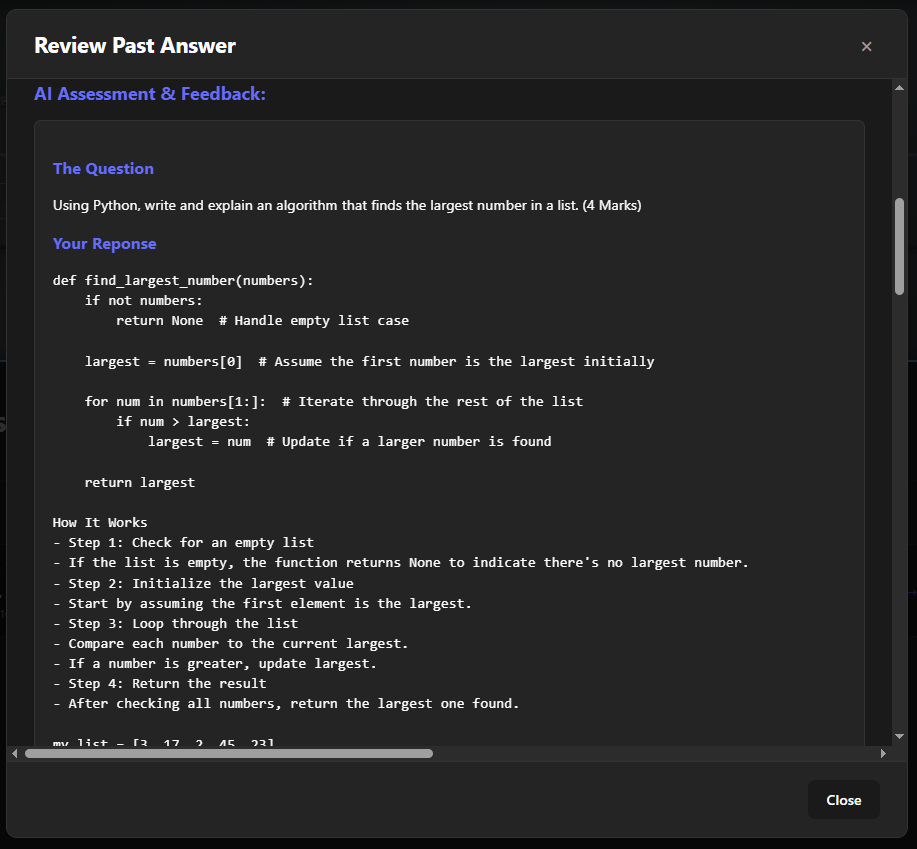 Review Past Answer
×
AI Assessment & Feedback:
The Question
Using Python, write and explain an algorithm that finds the largest number in a list. (4 Marks)
Your Reponse
def find_largest_number(numbers):
    if not numbers:
        return None  # Handle empty list case
    largest = numbers[0]  # Assume the first number is the largest initially
    for num in numbers[1:]:  # Iterate through the rest of the list
        if num > largest:
            largest = num  # Update if a larger number is found
    return largest
How It Works
- Step 1: Check for an empty list
- If the list is empty, the function returns None to indicate there's no largest number.
- Step 2: Initialize the largest value
- Start by assuming the first element is the largest.
- Step 3: Loop through the list
- Compare each number to the current largest.
- If a number is greater, update largest.
- Step 4: Return the result
- After checking all numbers, return the largest one found.
my_list = [3, 17, 2, 45, 23]
Close